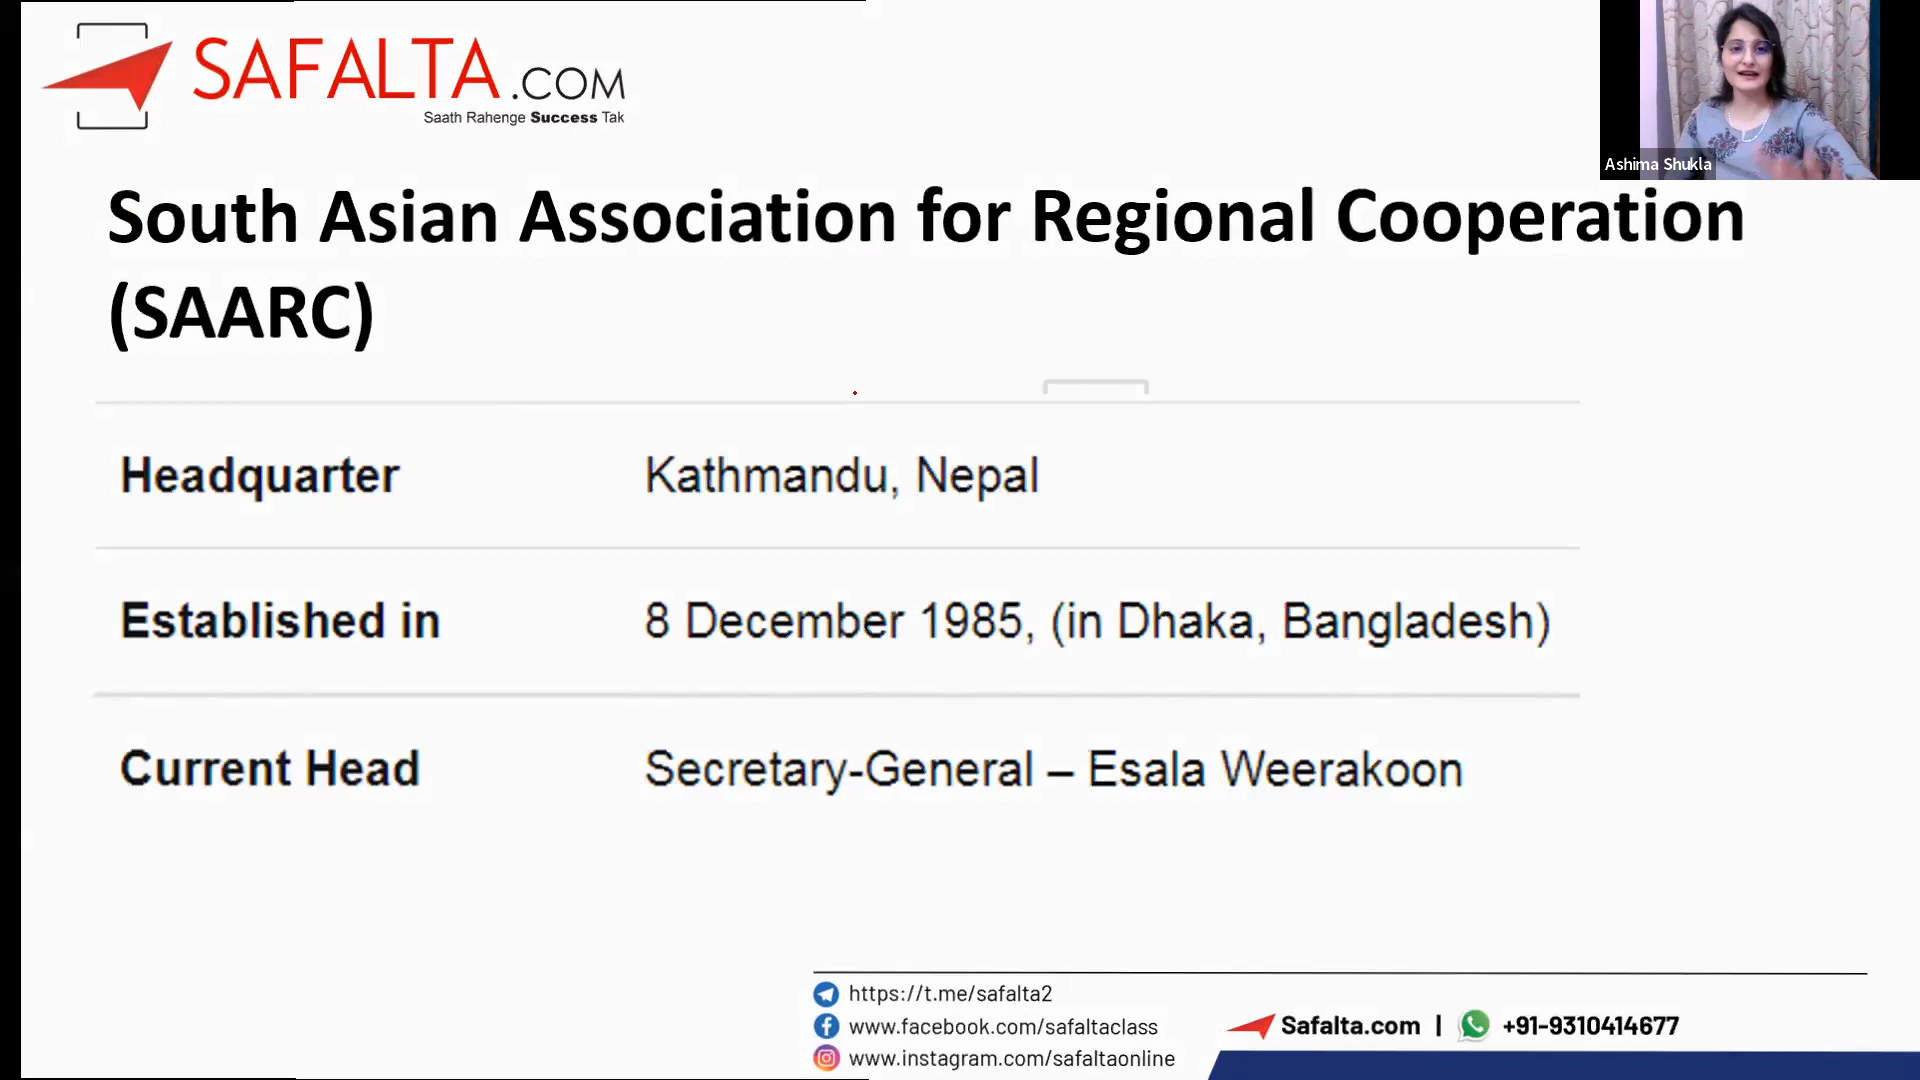 SAFALTA.COM
Saath Rahenge Success Tak
Ashima Shukla
South Asian Association for Regional Cooperation
(SAARC)
Headquarter Kathmandu, Nepal
Established in 8 December 1985, (in Dhaka, Bangladesh)
Current Head Secretary-General – Esala Weerakoon
https://t.me/safalta2
www.facebook.com/safaltaclass
www.instagram.com/safaltaonline
Safalta.com | +91-9310414677